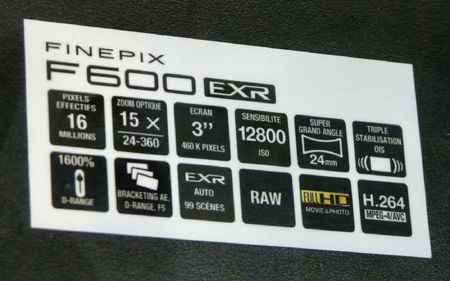 FINEPIX
F600 EXR
PIXELS
EFFECTIFS
16
MILLIONS
ZOOM OPTIQUE
15 X
24-360
ECRAN
3"
460 K PIXELS
SENSIBILITE
12800
ISO
SUPER
GRAND ANGLE
24mm
TRIPLE
STABILISATION
OIS
1600%
D-RANGE
BRACKETING AE,
D-RANGE, FS
EXR
AUTO
99 SCÈNES
RAW
FULL HD
MOVIE & PHOTO
H.264
MPEG-4/AVC